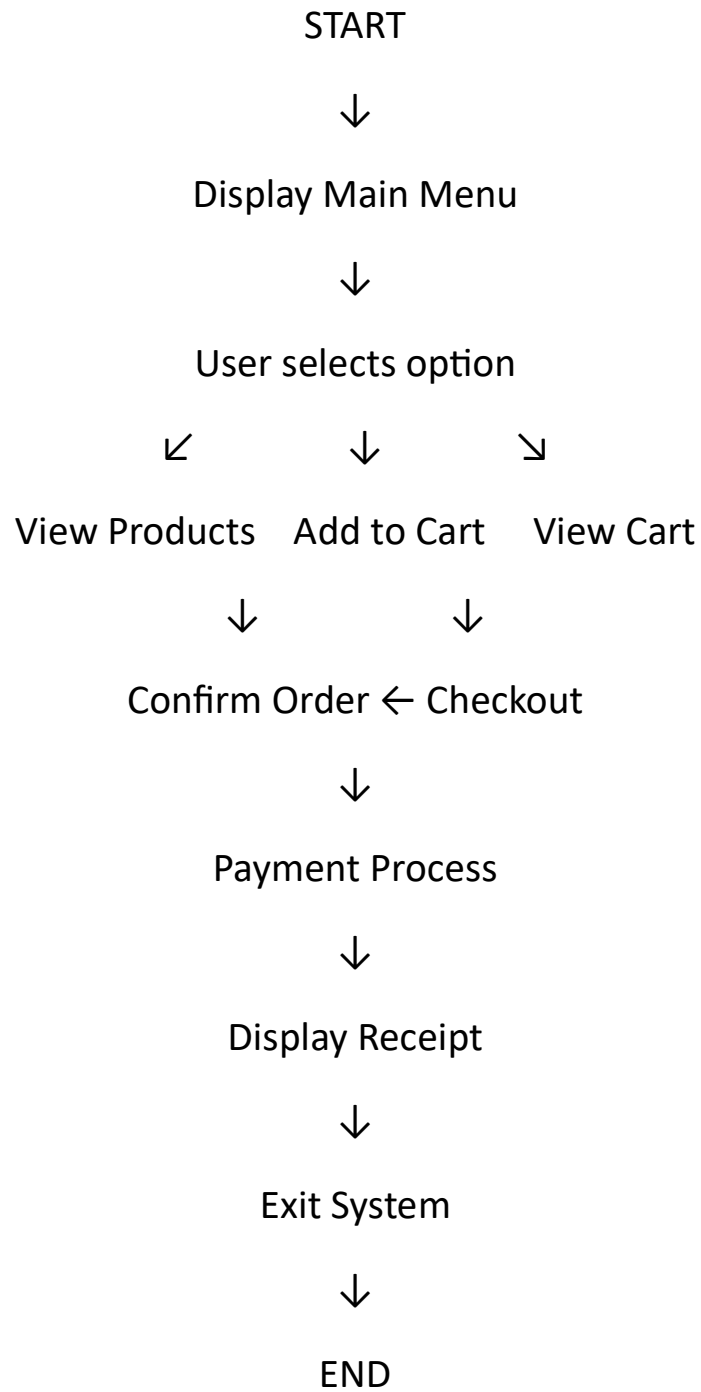 START
↓
Display Main Menu
↓
User selects option
↙ ↓ ↘
View Products Add to Cart View Cart
↓ ↓
Confirm Order ← Checkout
↓
Payment Process
↓
Display Receipt
↓
Exit System
↓
END